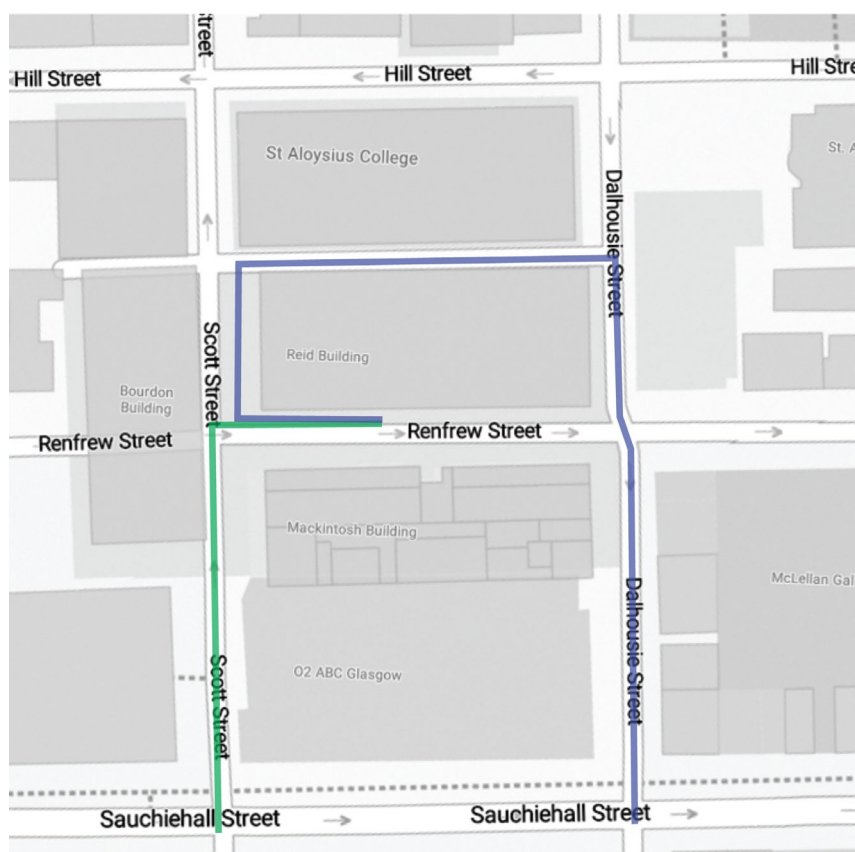 Street
Hill Street
Hill Street
Hill Stre
St Aloysius College
St. A
Dalhousie Street
Scott Street
Reid Building
Bourdon
Building
Renfrew Street
Renfrew Street
Mackintosh Building
McLellan Gal
Dalhousie Street
Scott Street
O2 ABC Glasgow
Sauchiehall Street
Sauchiehall Street